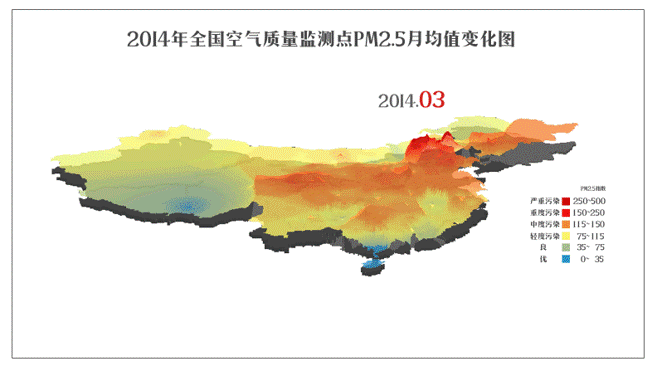 2014年全国空气质量监测点PM2.5月均值变化图
2014.03
PM2.5指数
严重污染 250-500
重度污染 150-250
中度污染 115-150
轻度污染 75-115
良 35- 75
优 0- 35